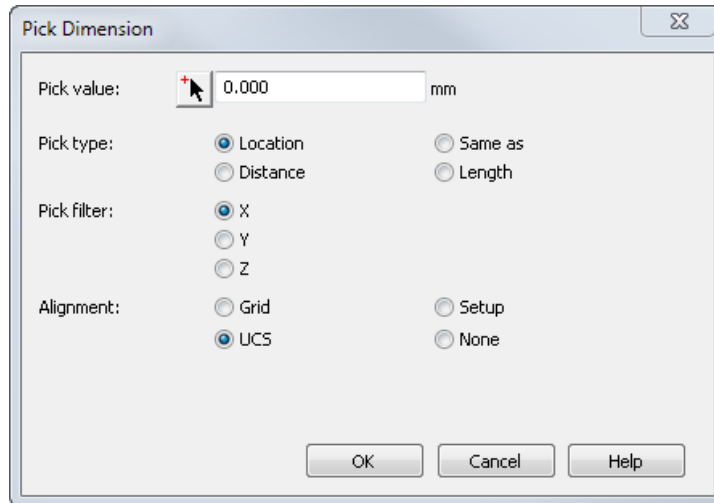 Pick Dimension
Pick value: 0.000 mm
Pick type: Location Same as
Distance Length
Pick filter: X
Y
Z
Alignment: Grid Setup
UCS None
OK Cancel Help